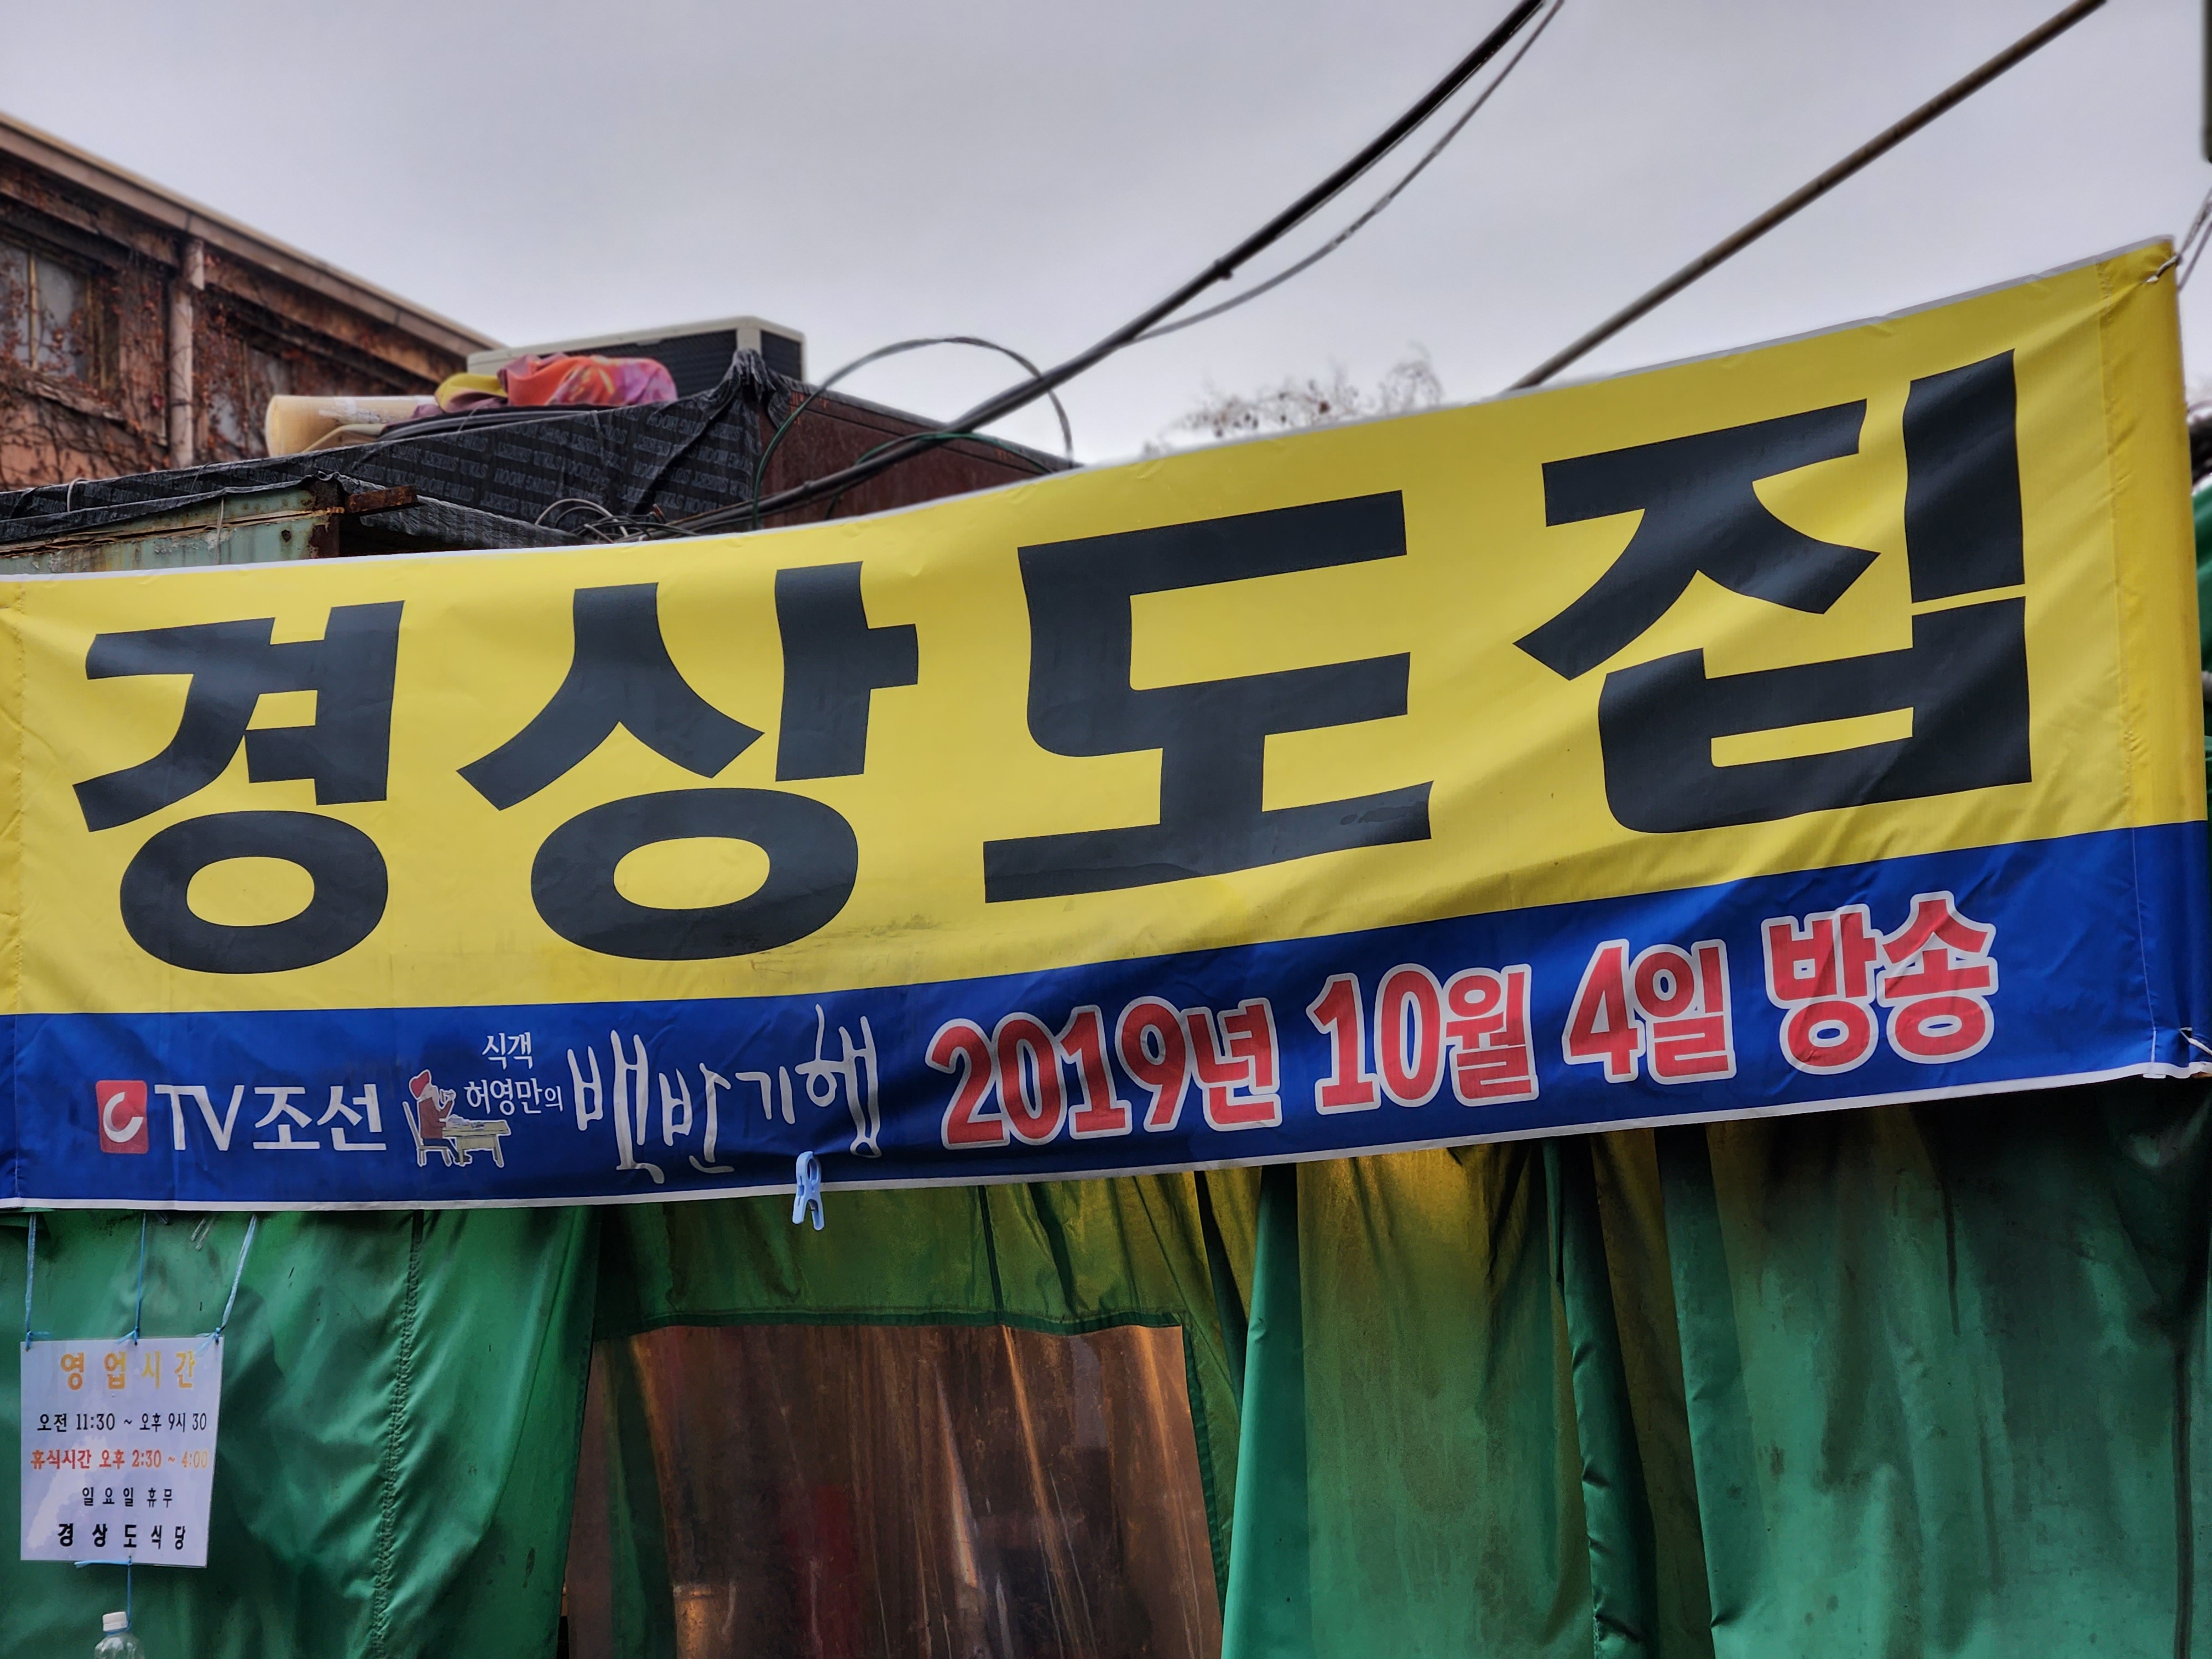 경상도집
TV조선 식객 허영만의 백반기행 2019년 10월 4일 방송
영업시간
오전 11:30 ~ 오후 9시 30
휴식시간 오후 2:30 ~ 4:00
일요일 휴무
경상도식당